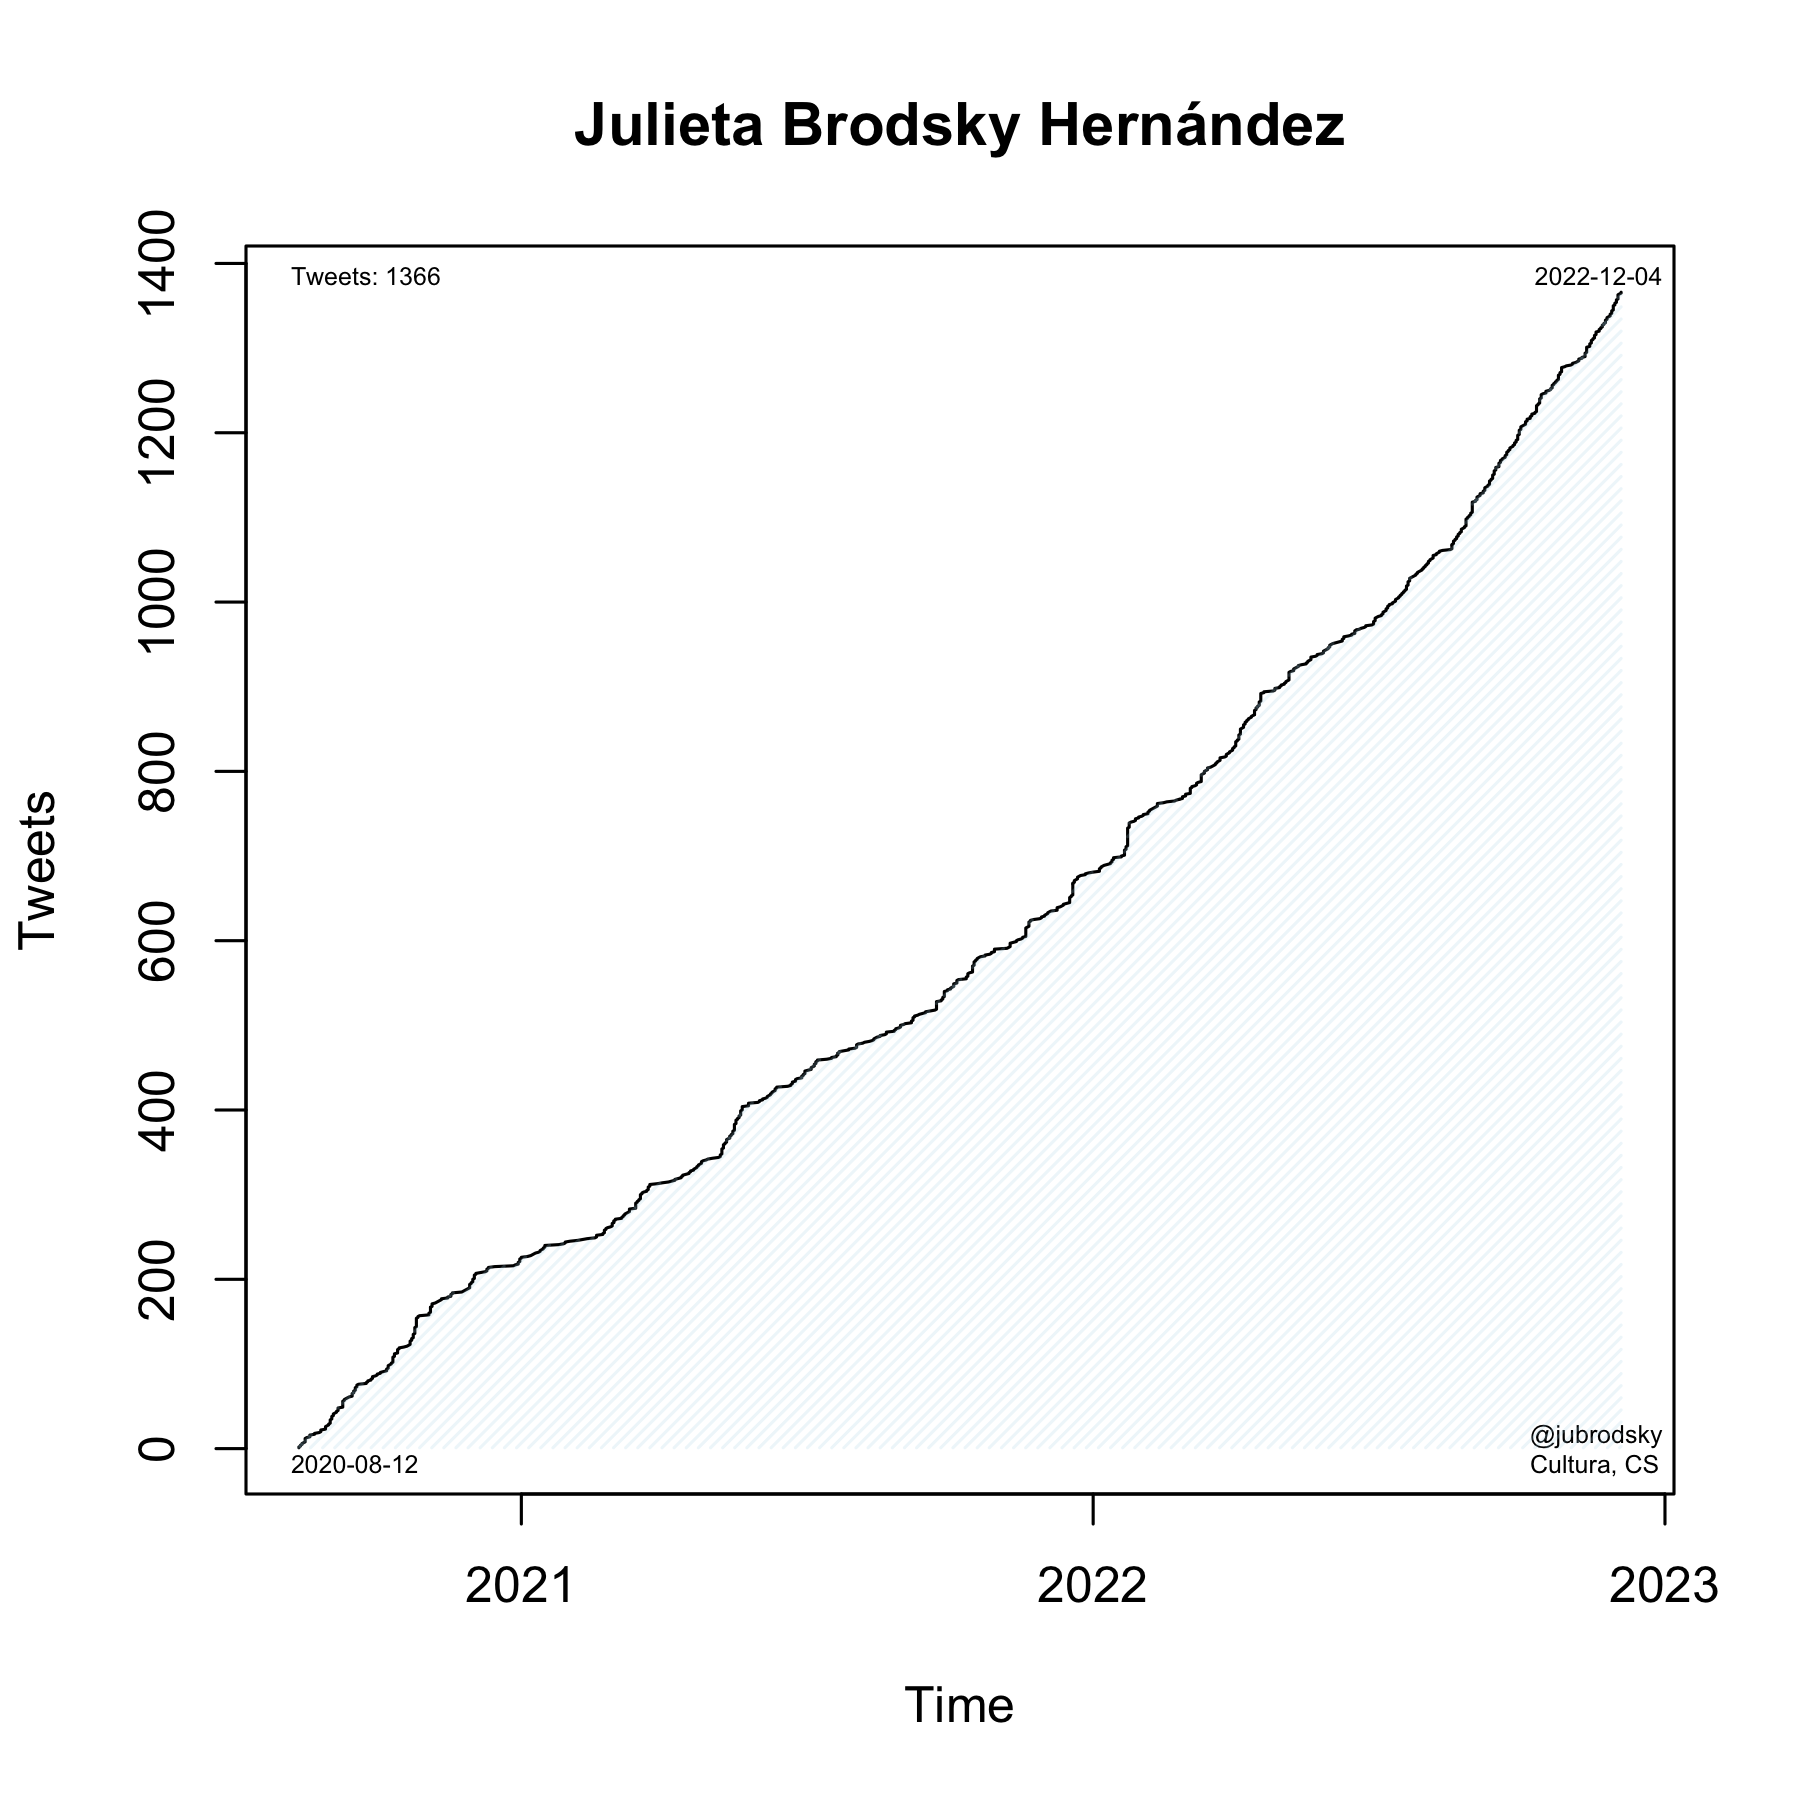 Julieta Brodsky Hernández
Tweets: 1366
2022-12-04
1400
1200
1000
800
600
400
200
0
Tweets
@jubrodsky
Cultura, CS
2020-08-12
2021
2022
2023
Time